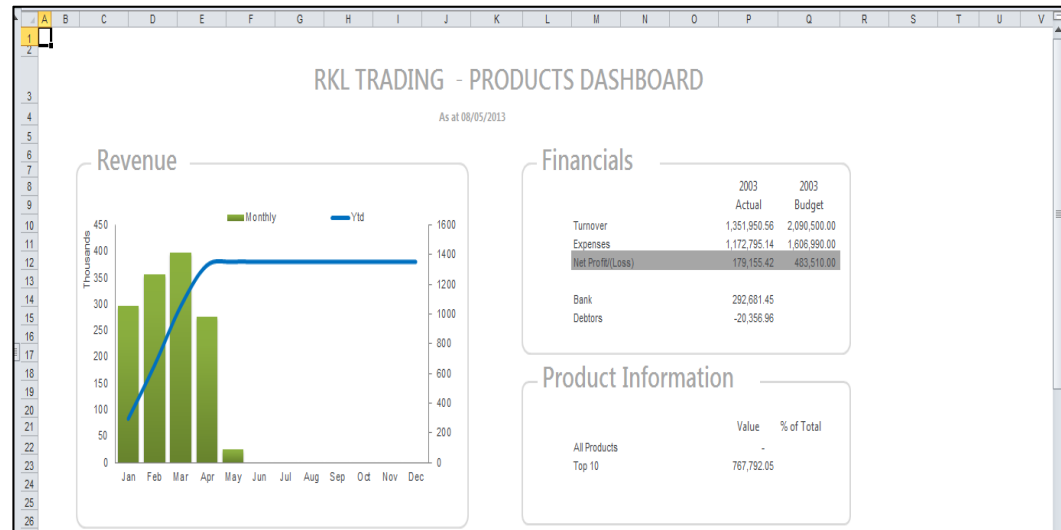 A B C D E F G H I J K L M N O P Q R S T U V
1
2
3
4
5
6
7
8
9
10
11
12
13
14
15
16
17
18
19
20
21
22
23
24
25
26
RKL TRADING - PRODUCTS DASHBOARD
As at 08/05/2013
Revenue
Monthly Ytd
Thousands
450
400
350
300
250
200
150
100
50
0
1600
1400
1200
1000
800
600
400
200
0
Jan Feb Mar Apr May Jun Jul Aug Sep Oct Nov Dec
Financials
2003 2003
Actual Budget
Turnover 1,351,950.56 2,090,500.00
Expenses 1,172,795.14 1,606,990.00
Net Profit/(Loss) 179,155.42 483,510.00
Bank 292,681.45
Debtors -20,356.96
Product Information
Value % of Total
All Products -
Top 10 767,792.05